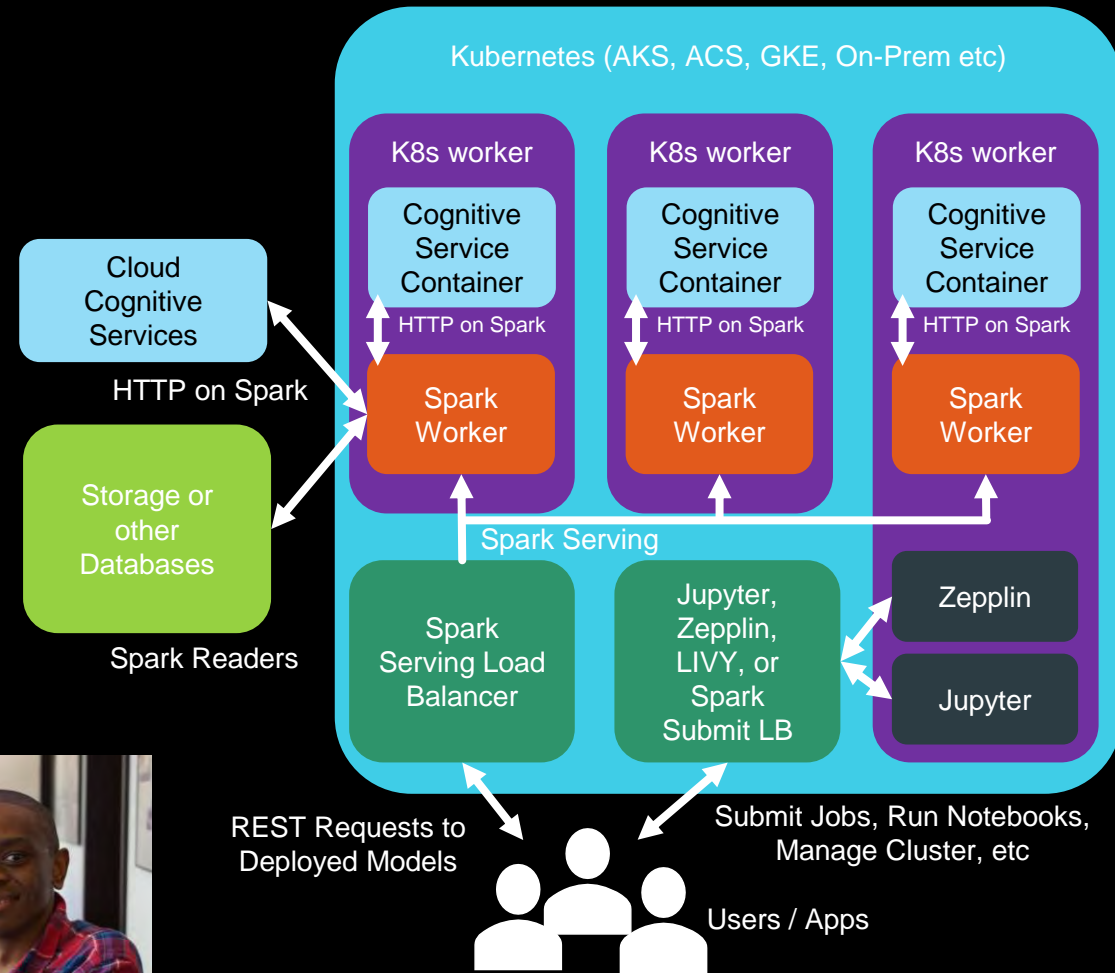 Kubernetes (AKS, ACS, GKE, On-Prem etc)
K8s worker
K8s worker
K8s worker
Cognitive
Service
Container
Cognitive
Service
Container
Cognitive
Service
Container
Cloud
Cognitive
Services
HTTP on Spark
HTTP on Spark
HTTP on Spark
HTTP on Spark
Spark
Worker
Spark
Worker
Spark
Worker
Storage or
other
Databases
Spark Readers
Spark Serving
Spark
Serving Load
Balancer
Jupyter,
Zepplin,
LIVY, or
Spark
Submit LB
Zepplin
Jupyter
REST Requests to
Deployed Models
Submit Jobs, Run Notebooks,
Manage Cluster, etc
Users / Apps